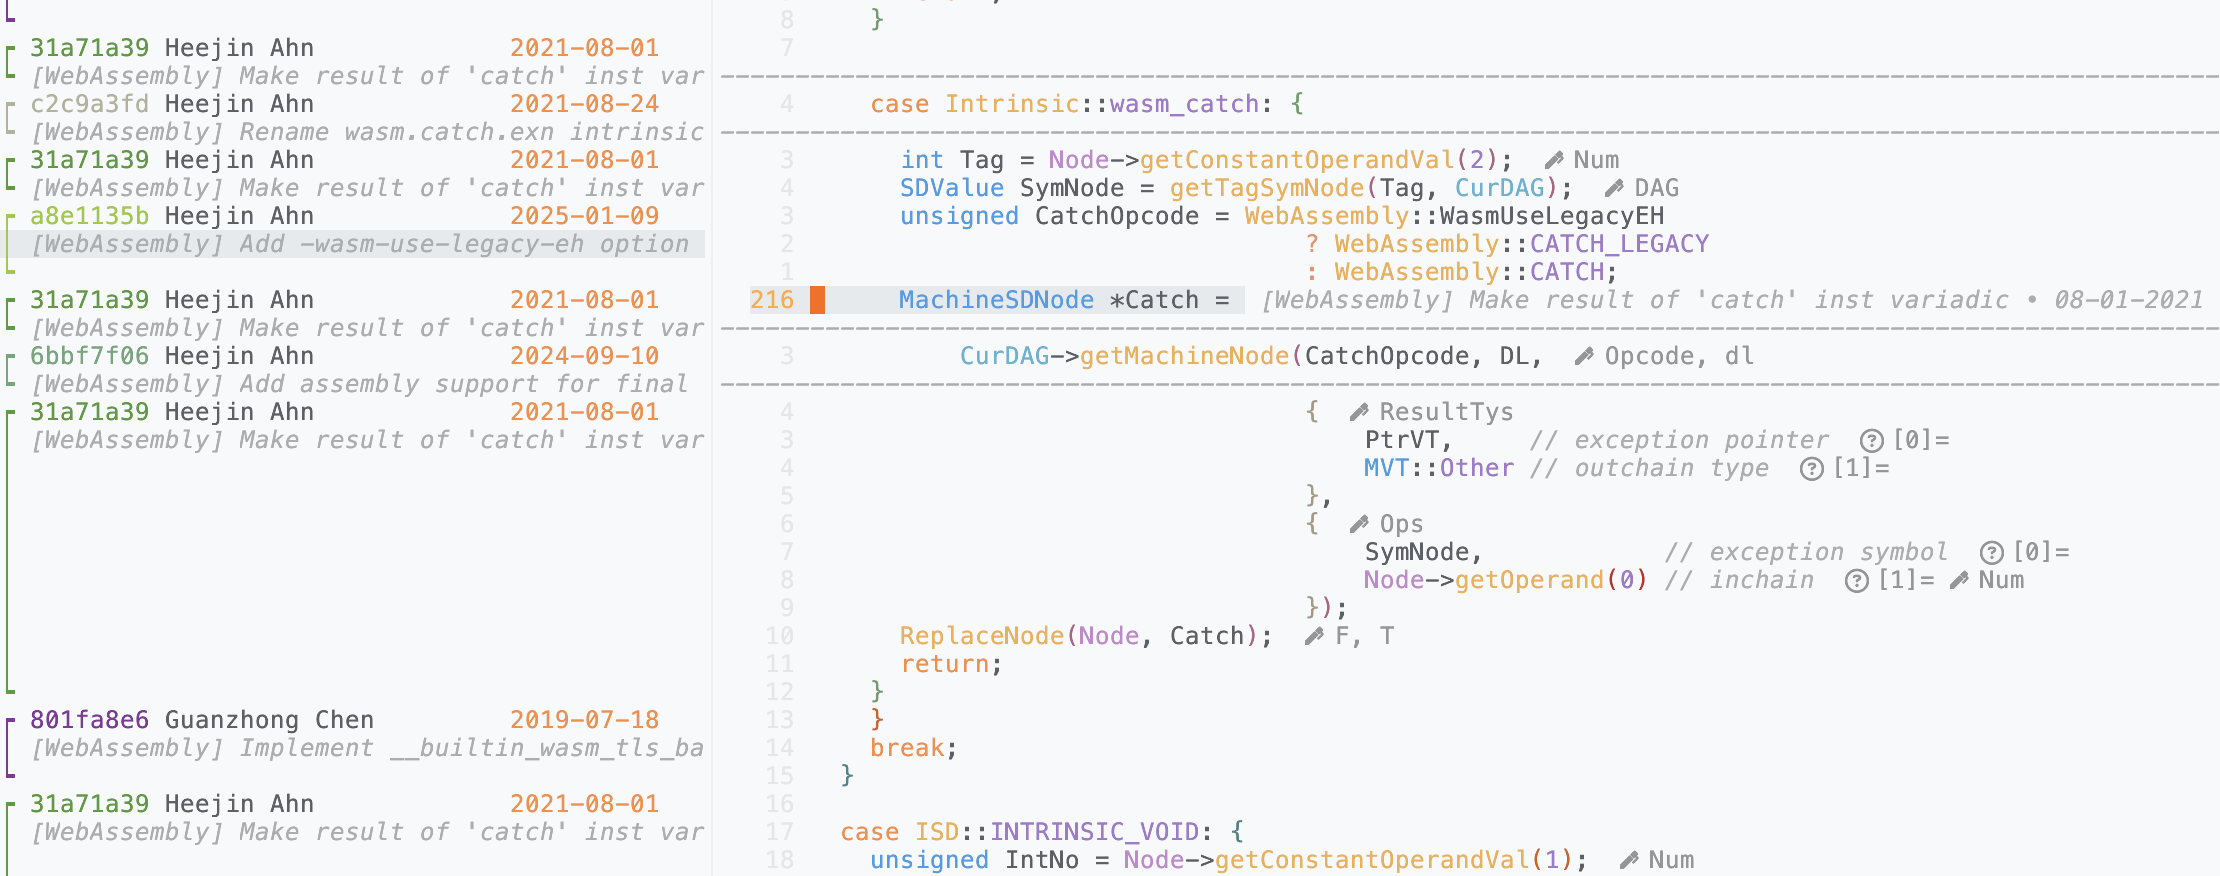 8 }
31a71a39 Heejin Ahn 2021-08-01 7
[WebAssembly] Make result of 'catch' inst var
c2c9a3fd Heejin Ahn 2021-08-24 4 case Intrinsic::wasm_catch: {
[WebAssembly] Rename wasm.catch.exn intrinsic
31a71a39 Heejin Ahn 2021-08-01 3 int Tag = Node->getConstantOperandVal(2); Num
[WebAssembly] Make result of 'catch' inst var 4 SDValue SymNode = getTagSymNode(Tag, CurDAG); DAG
a8e1135b Heejin Ahn 2025-01-09 3 unsigned CatchOpcode = WebAssembly::WasmUseLegacyEH
[WebAssembly] Add -wasm-use-legacy-eh option 2 ? WebAssembly::CATCH_LEGACY
1 : WebAssembly::CATCH;
31a71a39 Heejin Ahn 2021-08-01 216 MachineSDNode *Catch = [WebAssembly] Make result of 'catch' inst variadic • 08-01-2021
[WebAssembly] Make result of 'catch' inst var
6bbf7f06 Heejin Ahn 2024-09-10 3 CurDAG->getMachineNode(CatchOpcode, DL, Opcode, dl
[WebAssembly] Add assembly support for final
31a71a39 Heejin Ahn 2021-08-01 4 { ResultTys
[WebAssembly] Make result of 'catch' inst var 3 PtrVT, // exception pointer ? [0]=
4 MVT::Other // outchain type ? [1]=
5 },
6 { Ops
7 SymNode, // exception symbol ? [0]=
8 Node->getOperand(0) // inchain ? [1]= Num
9 });
10 ReplaceNode(Node, Catch); F, T
11 return;
12 }
801fa8e6 Guanzhong Chen 2019-07-18 13 }
[WebAssembly] Implement __builtin_wasm_tls_ba 14 break;
15 }
31a71a39 Heejin Ahn 2021-08-01 16
[WebAssembly] Make result of 'catch' inst var 17 case ISD::INTRINSIC_VOID: {
18 unsigned IntNo = Node->getConstantOperandVal(1); Num